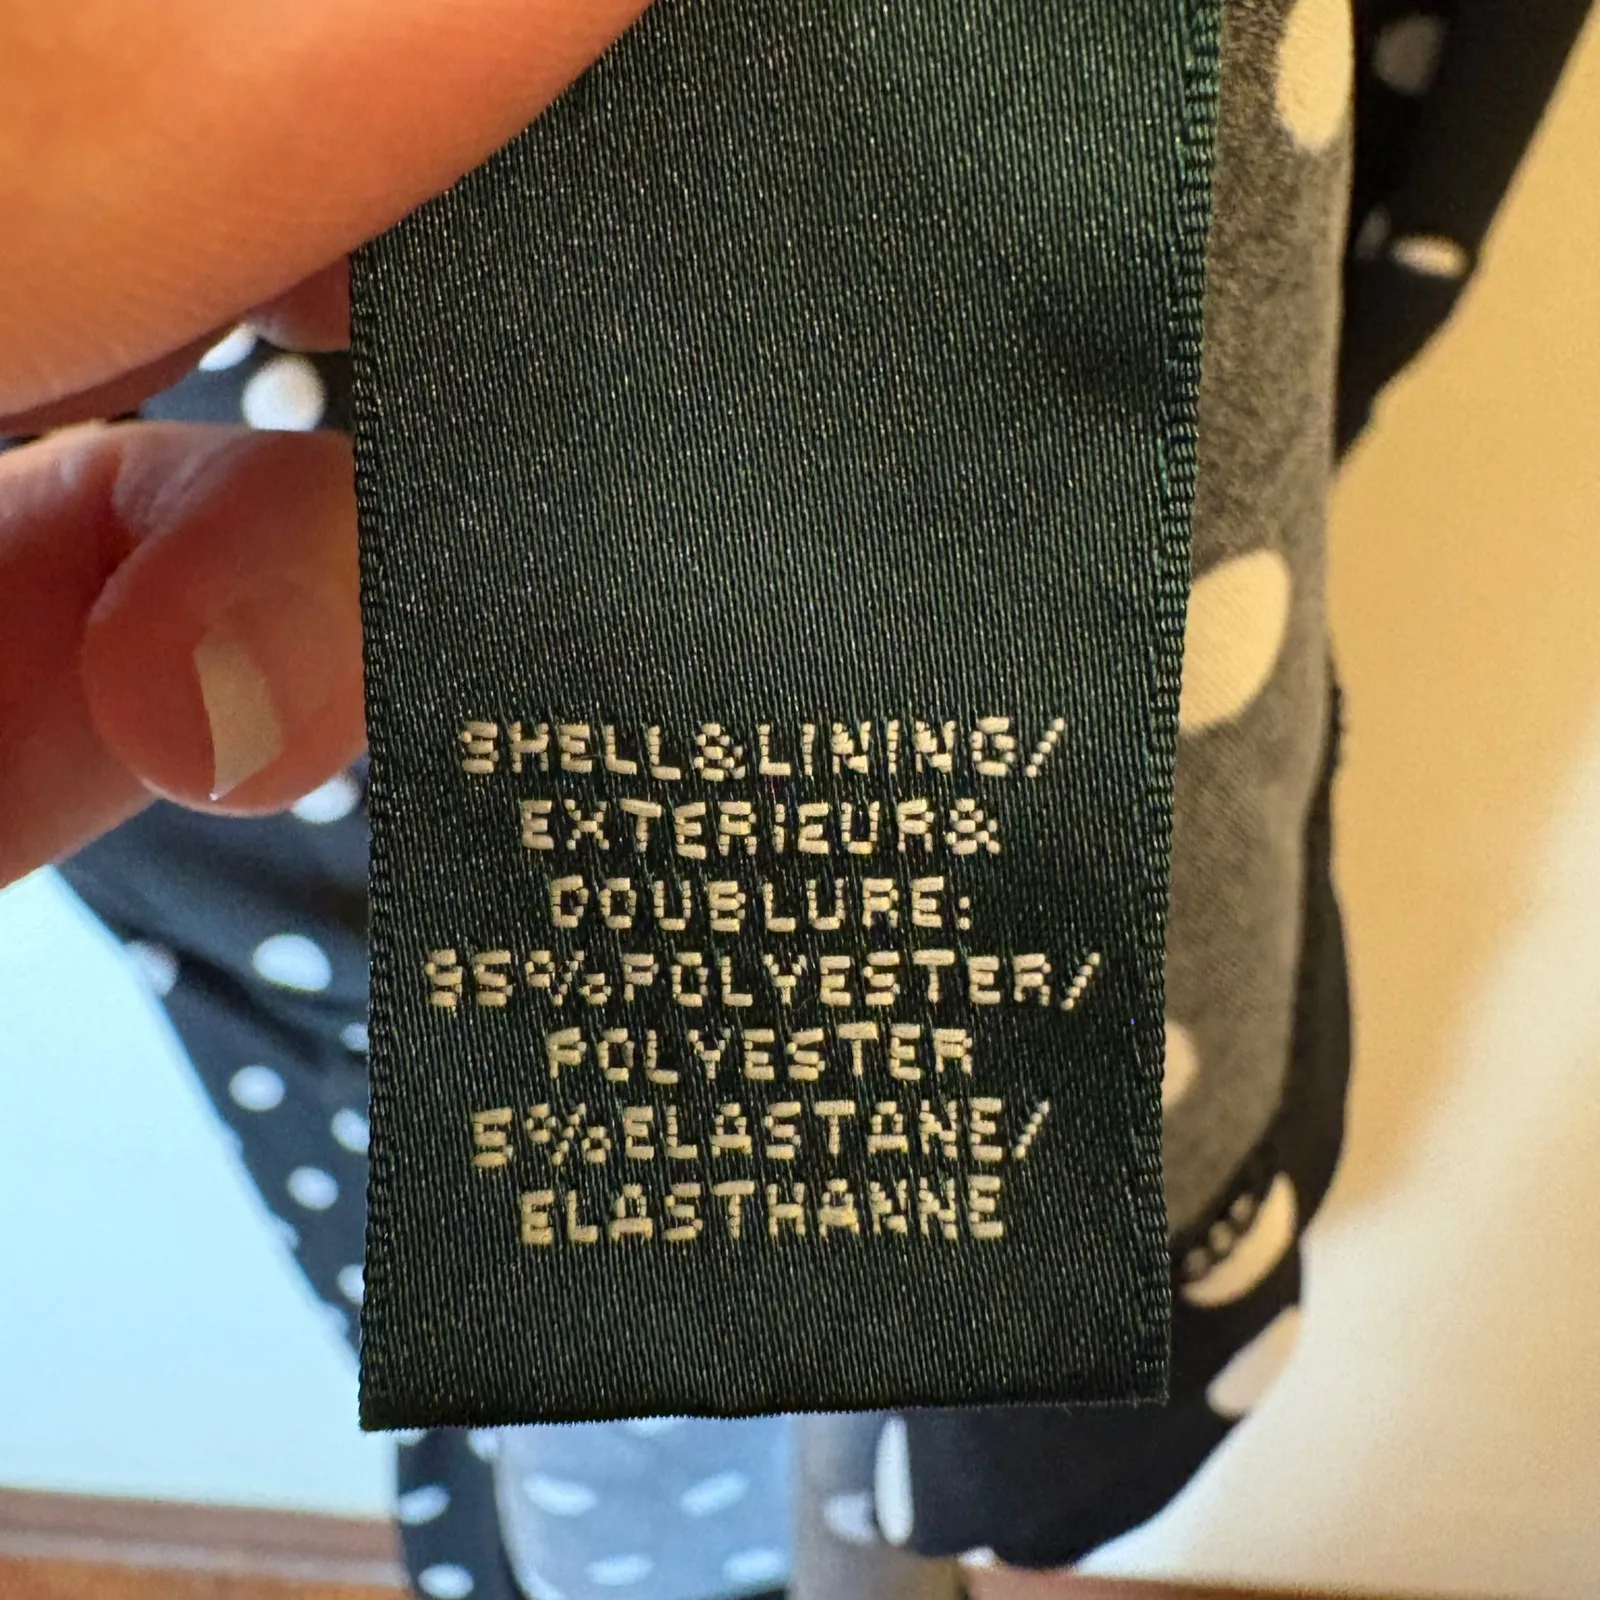 SHELL&LINING/
EXTERIEUR&
DOUBLURE:
95%POLYESTER/
POLYESTER
5%ELASTANE/
ELASTHANNE